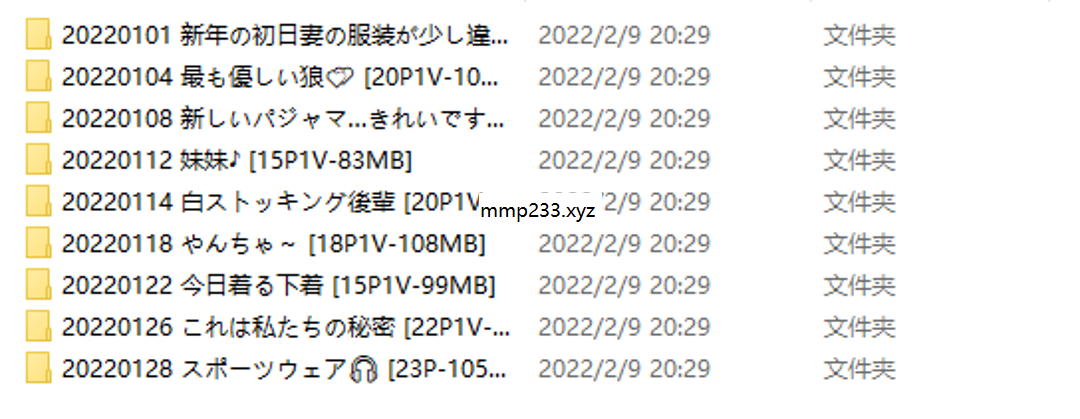 20220101 新年の初日妻の服装が少し違... 2022/2/9 20:29 文件夹
20220104 最も優しい狼♡ [20P1V-10... 2022/2/9 20:29 文件夹
20220108 新しいパジャマ...きれいです... 2022/2/9 20:29 文件夹
20220112 妹妹♪ [15P1V-83MB] 2022/2/9 20:29 文件夹
20220114 白ストッキング後輩 [20P1V mmp233.xyz 2/9 20:29 文件夹
20220118 やんちゃ~ [18P1V-108MB] 2022/2/9 20:29 文件夹
20220122 今日着る下着 [15P1V-99MB] 2022/2/9 20:29 文件夹
20220126 これは私たちの秘密 [22P1V-... 2022/2/9 20:29 文件夹
20220128 スポーツウェア🎧 [23P-105... 2022/2/9 20:29 文件夹